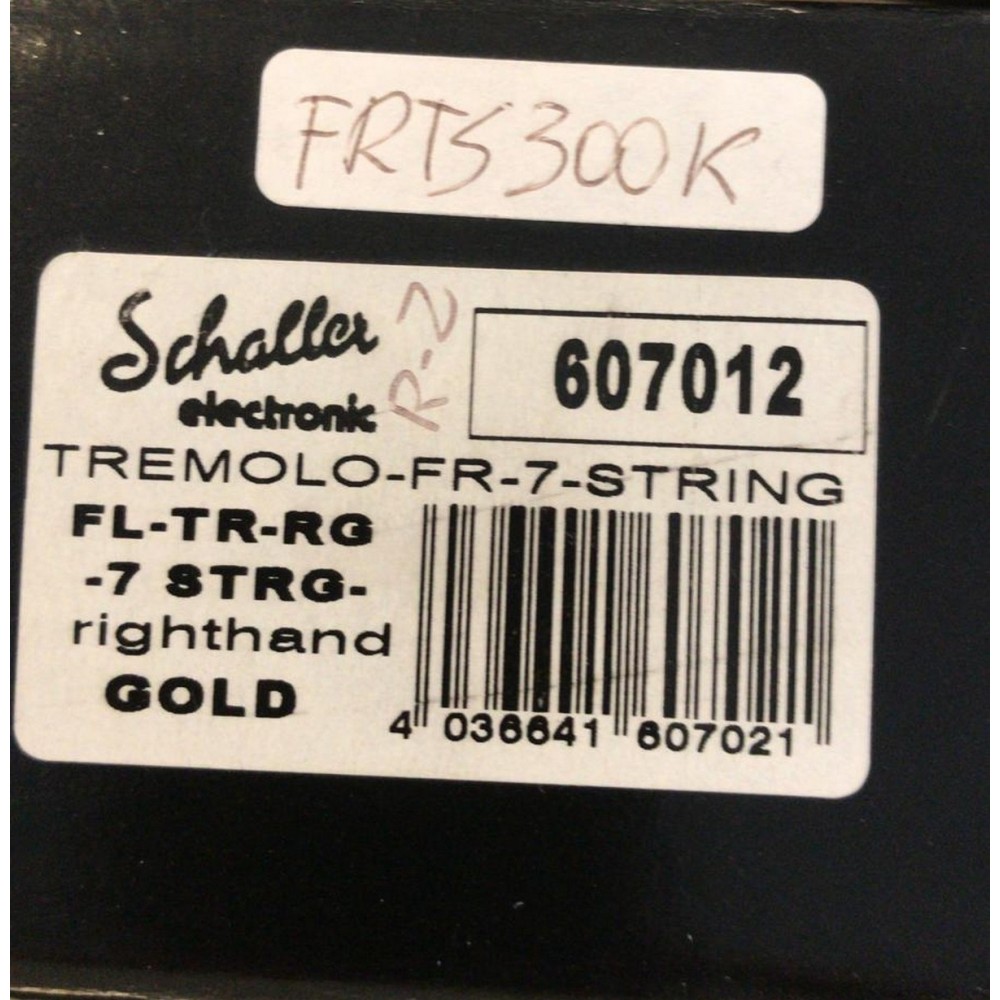 FRTS300K
Schaller
electronic
R-2
607012
TREMOLO-FR-7-STRING
FL-TR-RG
-7 STRG-
righthand
GOLD
4 036641 607021